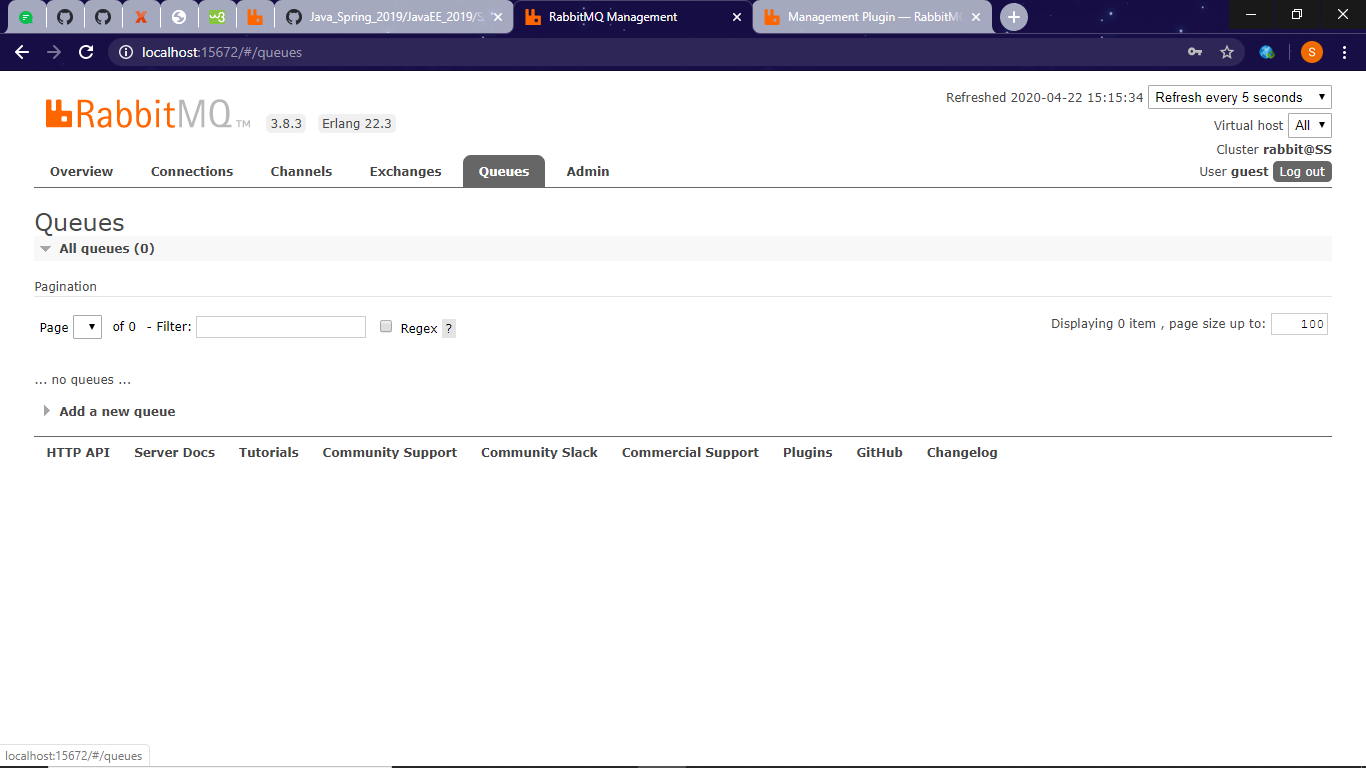 Java_Spring_2019/JavaEE_2019/S RabbitMQ Management Management Plugin — RabbitM
localhost:15672/#/queues S
RabbitMQ TM 3.8.3 Erlang 22.3
Refreshed 2020-04-22 15:15:34 Refresh every 5 seconds
Virtual host All
Cluster rabbit@SS
User guest Log out
Overview Connections Channels Exchanges Queues Admin
Queues
All queues (0)
Pagination
Page of 0 - Filter: Regex ? Displaying 0 item , page size up to: 100
... no queues ...
Add a new queue
HTTP API Server Docs Tutorials Community Support Community Slack Commercial Support Plugins GitHub Changelog
localhost:15672/#/queues